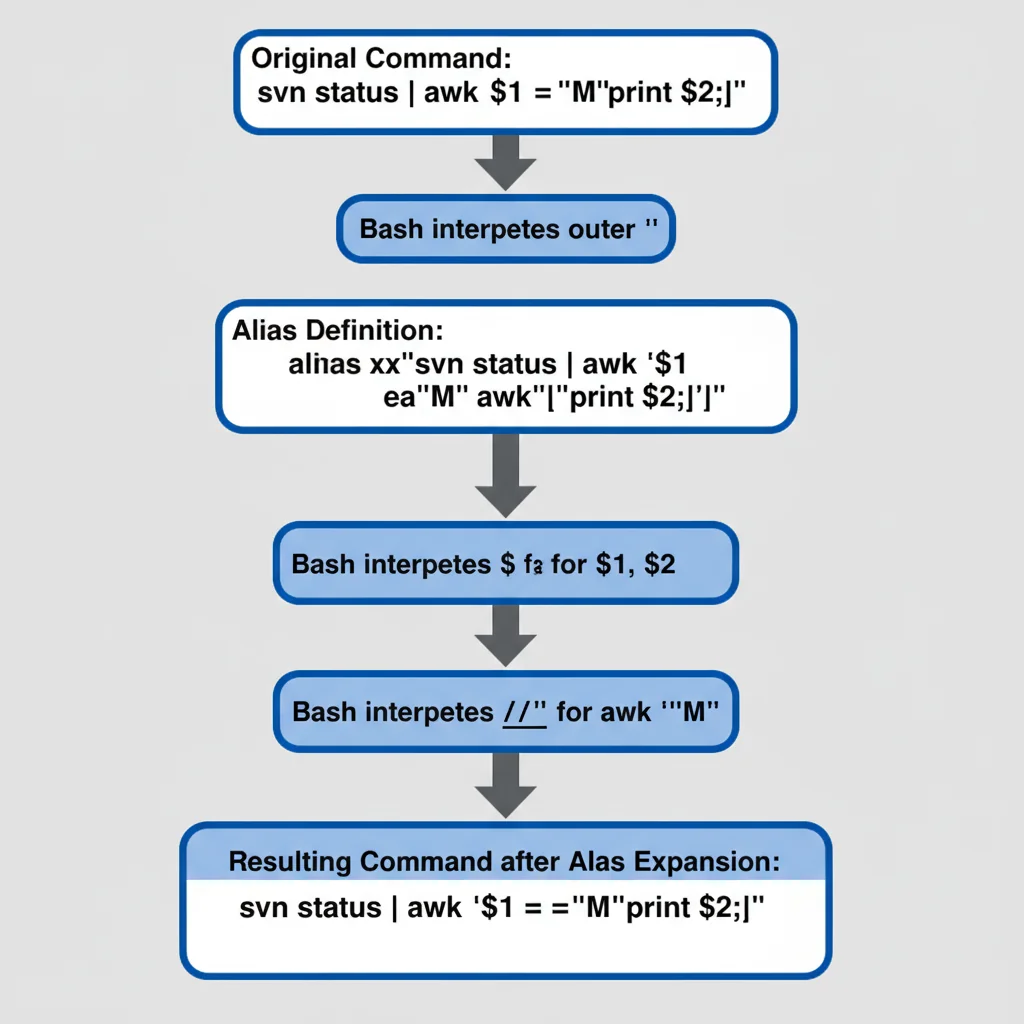 Original Command:
svn status | awk $1 = "M"print $2;⌋"
Bash interpetes outer "
Alias Definition:
alias xx"svn status | awk '$1
ea"M" awk"⌊"print $2;⌋'⌋"
Bash interpetes $ for $1, $2
Bash interpetes //" for awk '"M"
Resulting Command after Alas Expansion:
svn status | awk '$1 = ="M"print $2;⌋"